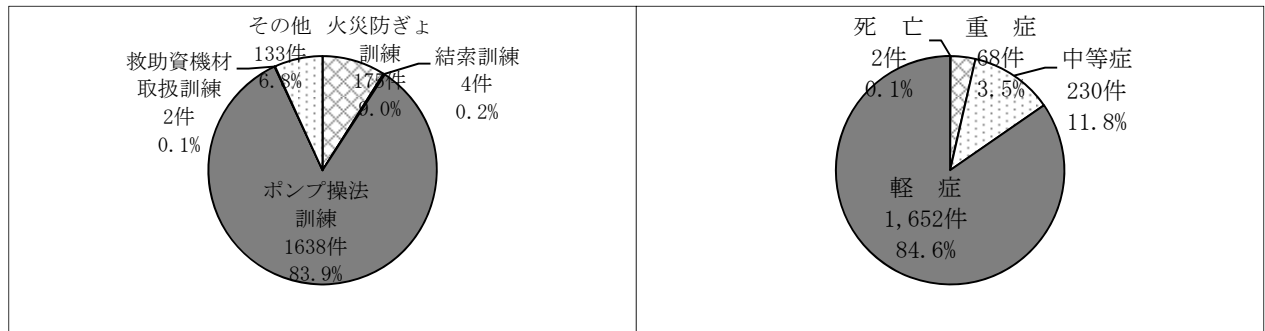 その他
133件
6.8%
火災防ぎょ
訓練
175件
9.0%
結索訓練
4件
0.2%
救助資機材
取扱訓練
2件
0.1%
ポンプ操法
訓練
1638件
83.9%
死　亡
2件
0.1%
重　症
68件
3.5%
中等症
230件
11.8%
軽　症
1,652件
84.6%